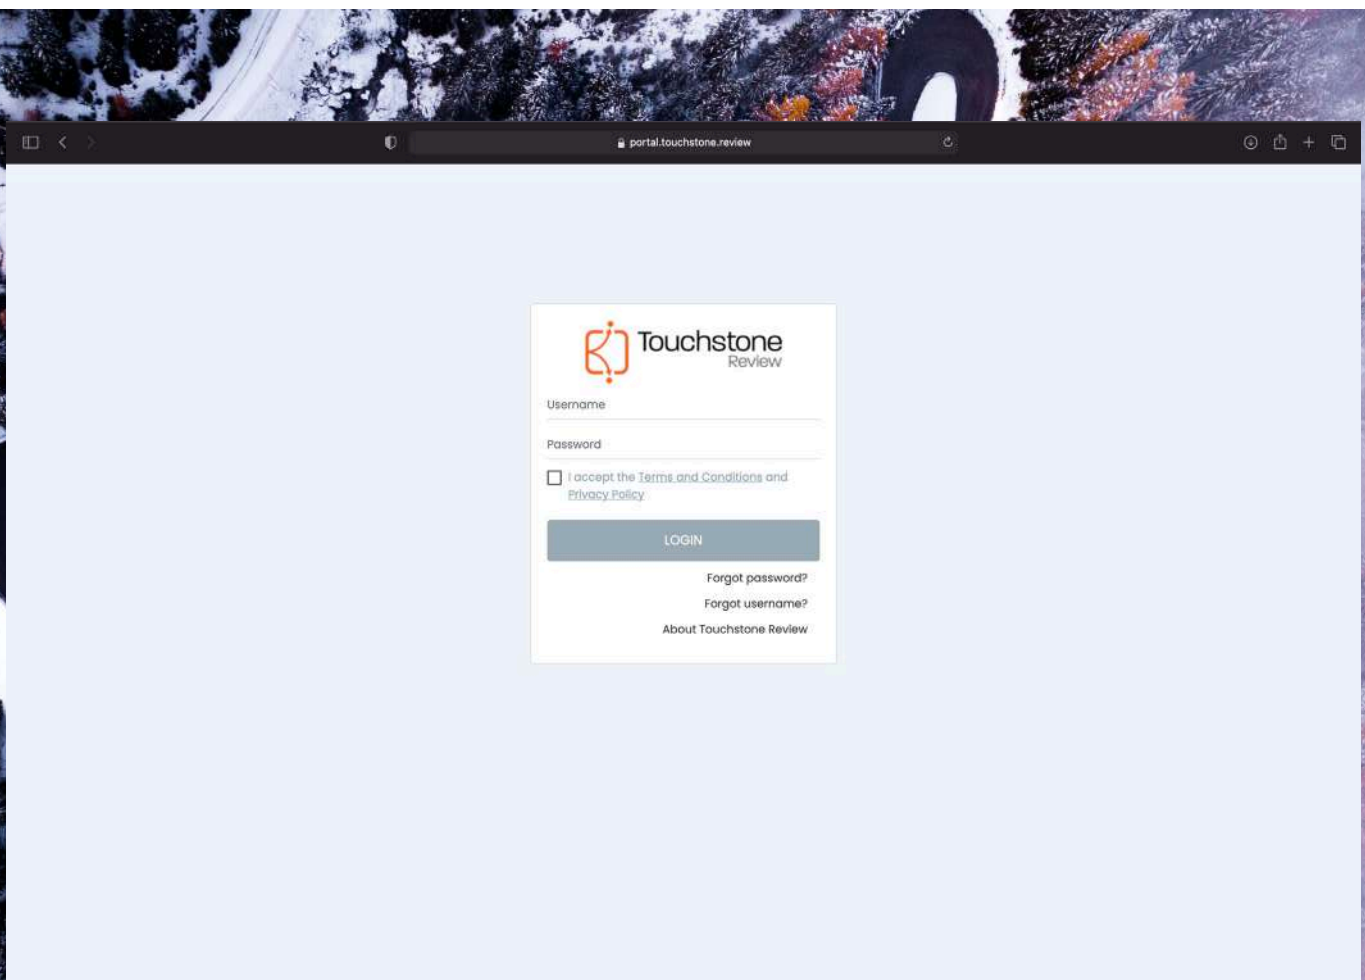 portal.touchstone.review
Touchstone
Review
Username
Password
I accept the Terms and Conditions and
Privacy Policy
LOGIN
Forgot password?
Forgot username?
About Touchstone Review